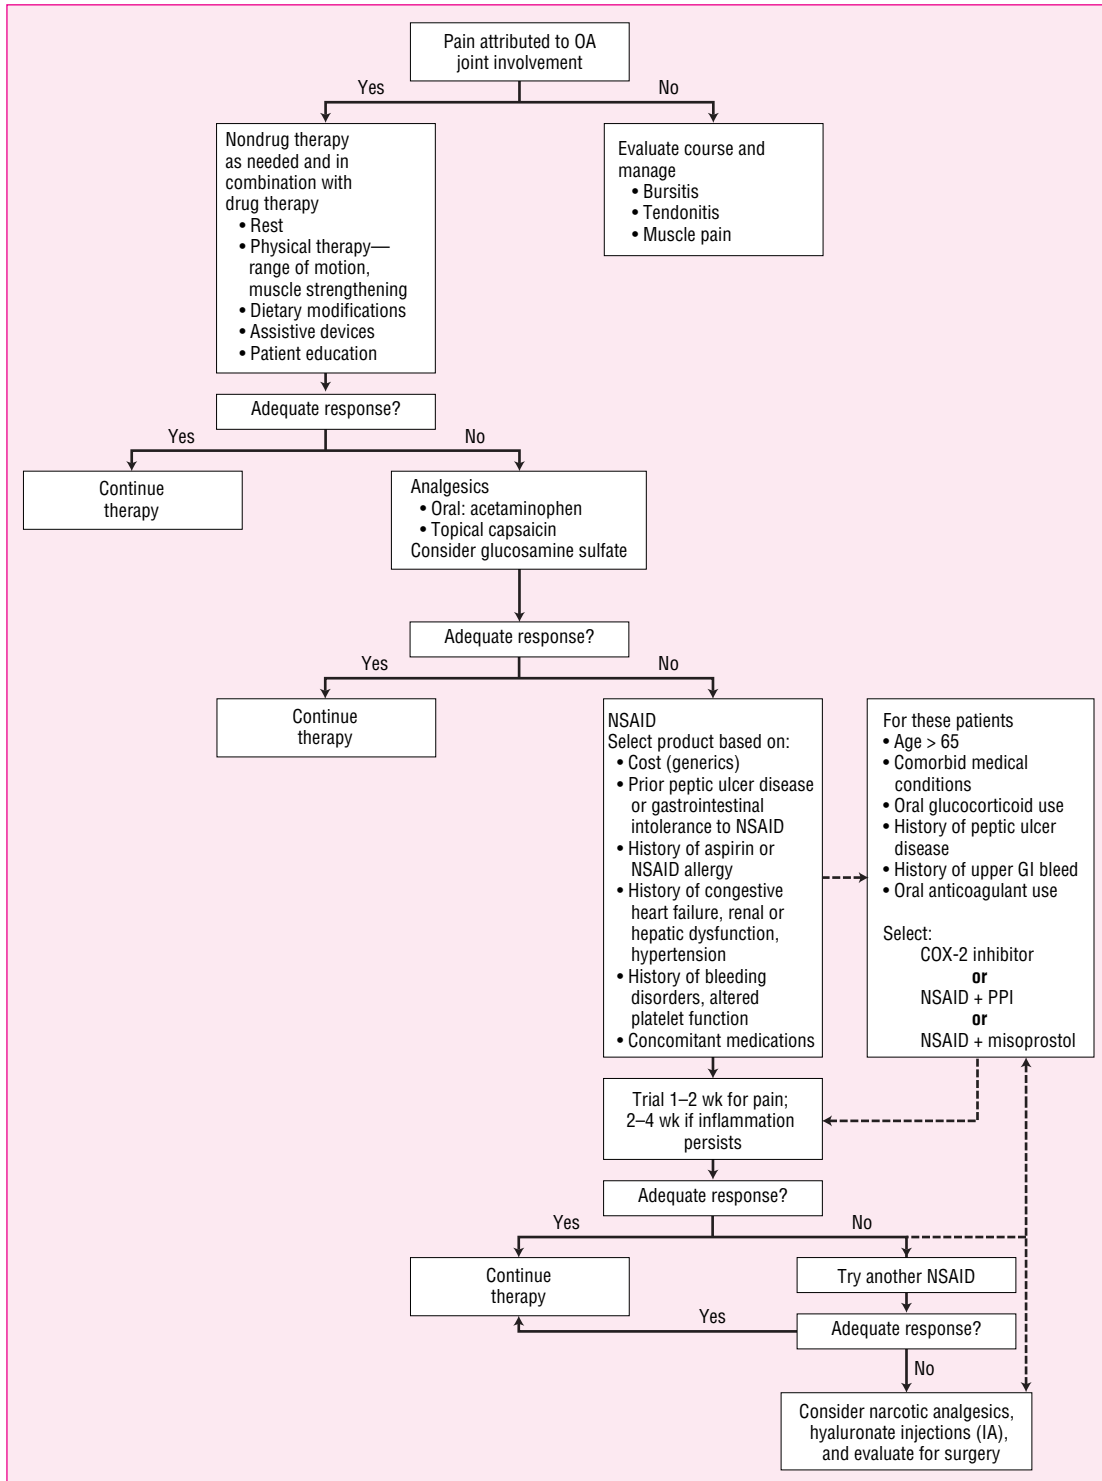 Pain attributed to OA
joint involvement
Yes
No
Nondrug therapy
as needed and in
combination with
drug therapy
• Rest
• Physical therapy—
range of motion,
muscle strengthening
• Dietary modifications
• Assistive devices
• Patient education
Evaluate course and
manage
• Bursitis
• Tendonitis
• Muscle pain
Adequate response?
Yes
No
Continue
therapy
Analgesics
• Oral: acetaminophen
• Topical capsaicin
Consider glucosamine sulfate
Adequate response?
Yes
No
Continue
therapy
NSAID
Select product based on:
• Cost (generics)
• Prior peptic ulcer disease
or gastrointestinal
intolerance to NSAID
• History of aspirin or
NSAID allergy
• History of congestive
heart failure, renal or
hepatic dysfunction,
hypertension
• History of bleeding
disorders, altered
platelet function
• Concomitant medications
For these patients
• Age > 65
• Comorbid medical
conditions
• Oral glucocorticoid use
• History of peptic ulcer
disease
• History of upper GI bleed
• Oral anticoagulant use
Select:
COX-2 inhibitor
or
NSAID + PPI
or
NSAID + misoprostol
Trial 1–2 wk for pain;
2–4 wk if inflammation
persists
Adequate response?
Yes
No
Continue
therapy
Try another NSAID
Yes
Adequate response?
No
Consider narcotic analgesics,
hyaluronate injections (IA),
and evaluate for surgery